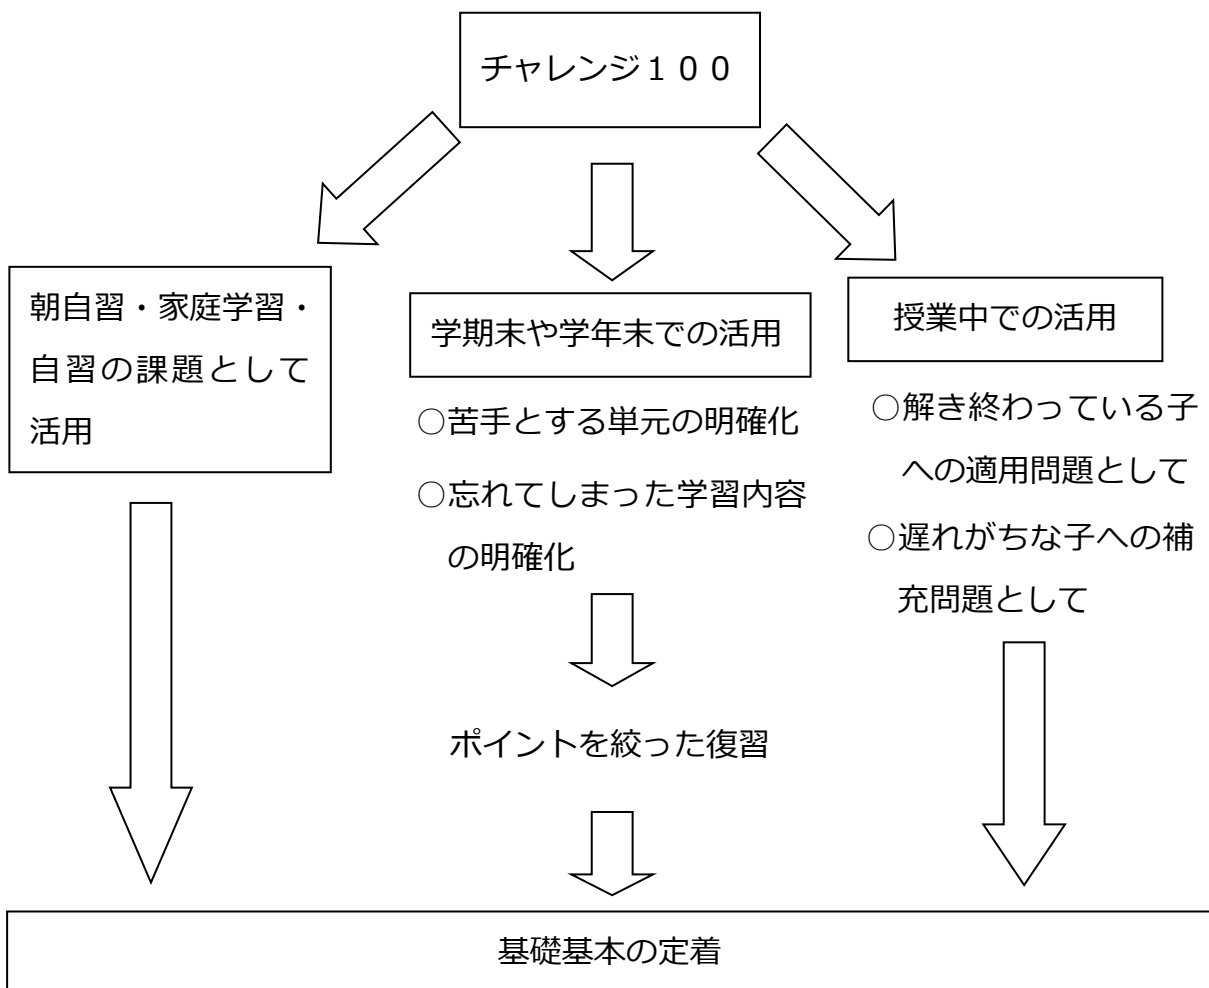 チャレンジ１００
朝自習・家庭学習・
自習の課題として
活用
学期末や学年末での活用
○苦手とする単元の明確化
○忘れてしまった学習内容
の明確化
ポイントを絞った復習
授業中での活用
○解き終わっている子
への適用問題として
○遅れがちな子への補
充問題として
基礎基本の定着